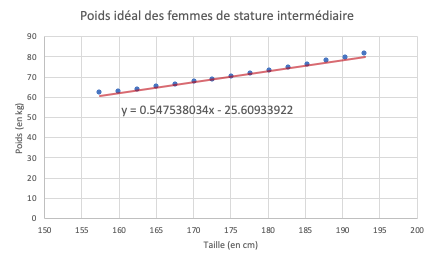 Poids idéal des femmes de stature intermédiaire
90
80
70
60
50
40
30
20
10
0
Poids (en kg)
y = 0.547538034x - 25.60933922
150 155 160 165 170 175 180 185 190 195 200
Taille (en cm)